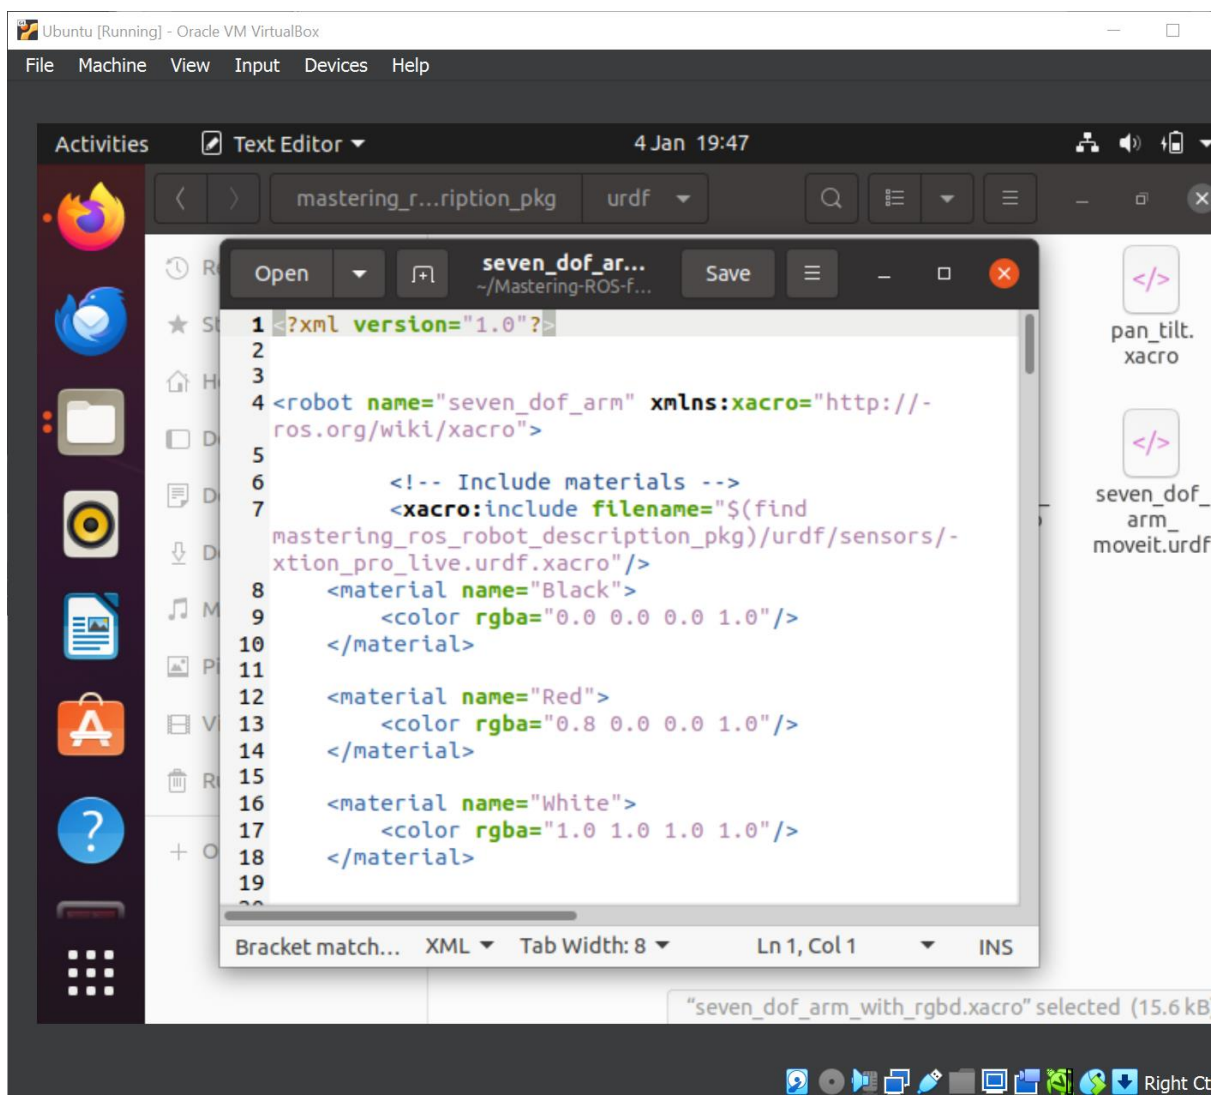 Ubuntu [Running] - Oracle VM VirtualBox
File Machine View Input Devices Help
Activities Text Editor 4 Jan 19:47
mastering_r...ription_pkg urdf
Open seven_dof_ar... Save
~/Mastering-ROS-f...
1 <?xml version="1.0"?>
2
3
4 <robot name="seven_dof_arm" xmlns:xacro="http://-
ros.org/wiki/xacro">
5
6 <!-- Include materials -->
7 <xacro:include filename="$(find
mastering_ros_robot_description_pkg)/urdf/sensors/-
xtion_pro_live.urdf.xacro"/>
8 <material name="Black">
9 <color rgba="0.0 0.0 0.0 1.0"/>
10 </material>
11
12 <material name="Red">
13 <color rgba="0.8 0.0 0.0 1.0"/>
14 </material>
15
16 <material name="White">
17 <color rgba="1.0 1.0 1.0 1.0"/>
18 </material>
19
Bracket match... XML Tab Width: 8 Ln 1, Col 1 INS
pan_tilt.
xacro
seven_dof_
arm_
moveit.urdf
"seven_dof_arm_with_rgbd.xacro" selected (15.6 kB)
Right Ct